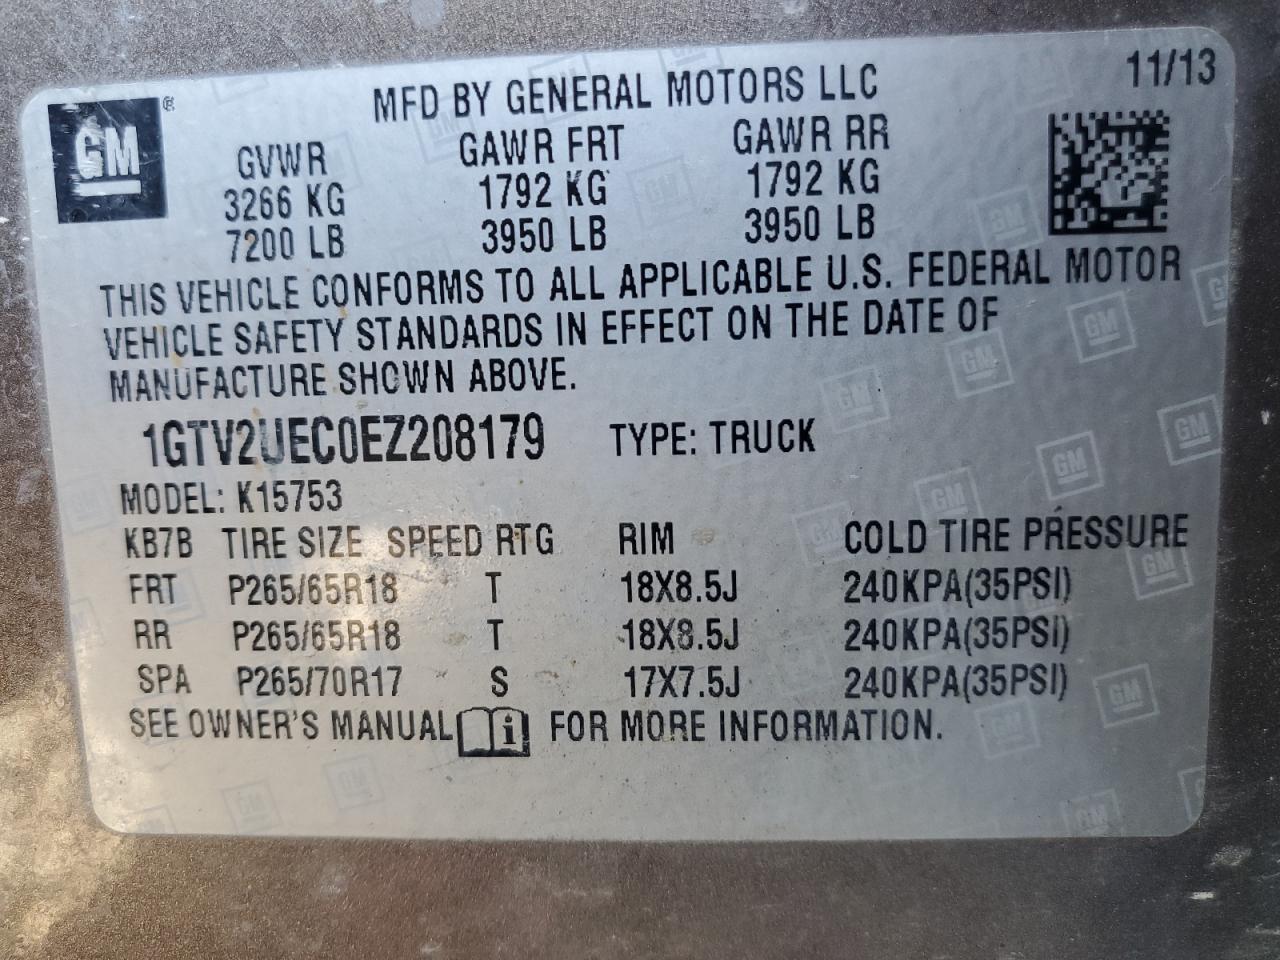 MFD BY GENERAL MOTORS LLC 11/13
GM®
GVWR GAWR FRT GAWR RR
3266 KG 1792 KG 1792 KG
7200 LB 3950 LB 3950 LB
THIS VEHICLE CONFORMS TO ALL APPLICABLE U.S. FEDERAL MOTOR
VEHICLE SAFETY STANDARDS IN EFFECT ON THE DATE OF
MANUFACTURE SHOWN ABOVE.
1GTV2UEC0EZ208179 TYPE: TRUCK
MODEL: K15753
KB7B TIRE SIZE SPEED RTG RIM COLD TIRE PRESSURE
FRT P265/65R18 T 18X8.5J 240KPA(35PSI)
RR P265/65R18 T 18X8.5J 240KPA(35PSI)
SPA P265/70R17 S 17X7.5J 240KPA(35PSI)
SEE OWNER'S MANUAL i FOR MORE INFORMATION.